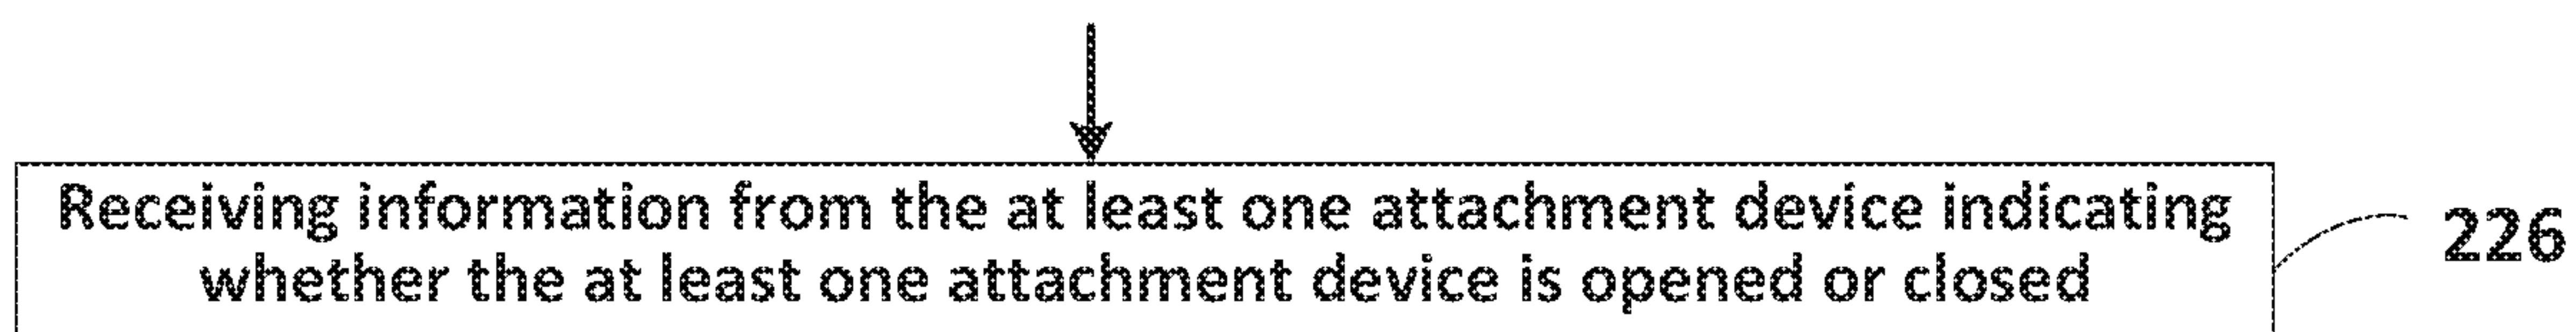 Receiving information from the at least one attachment device indicating
whether the at least one attachment device is opened or closed
226